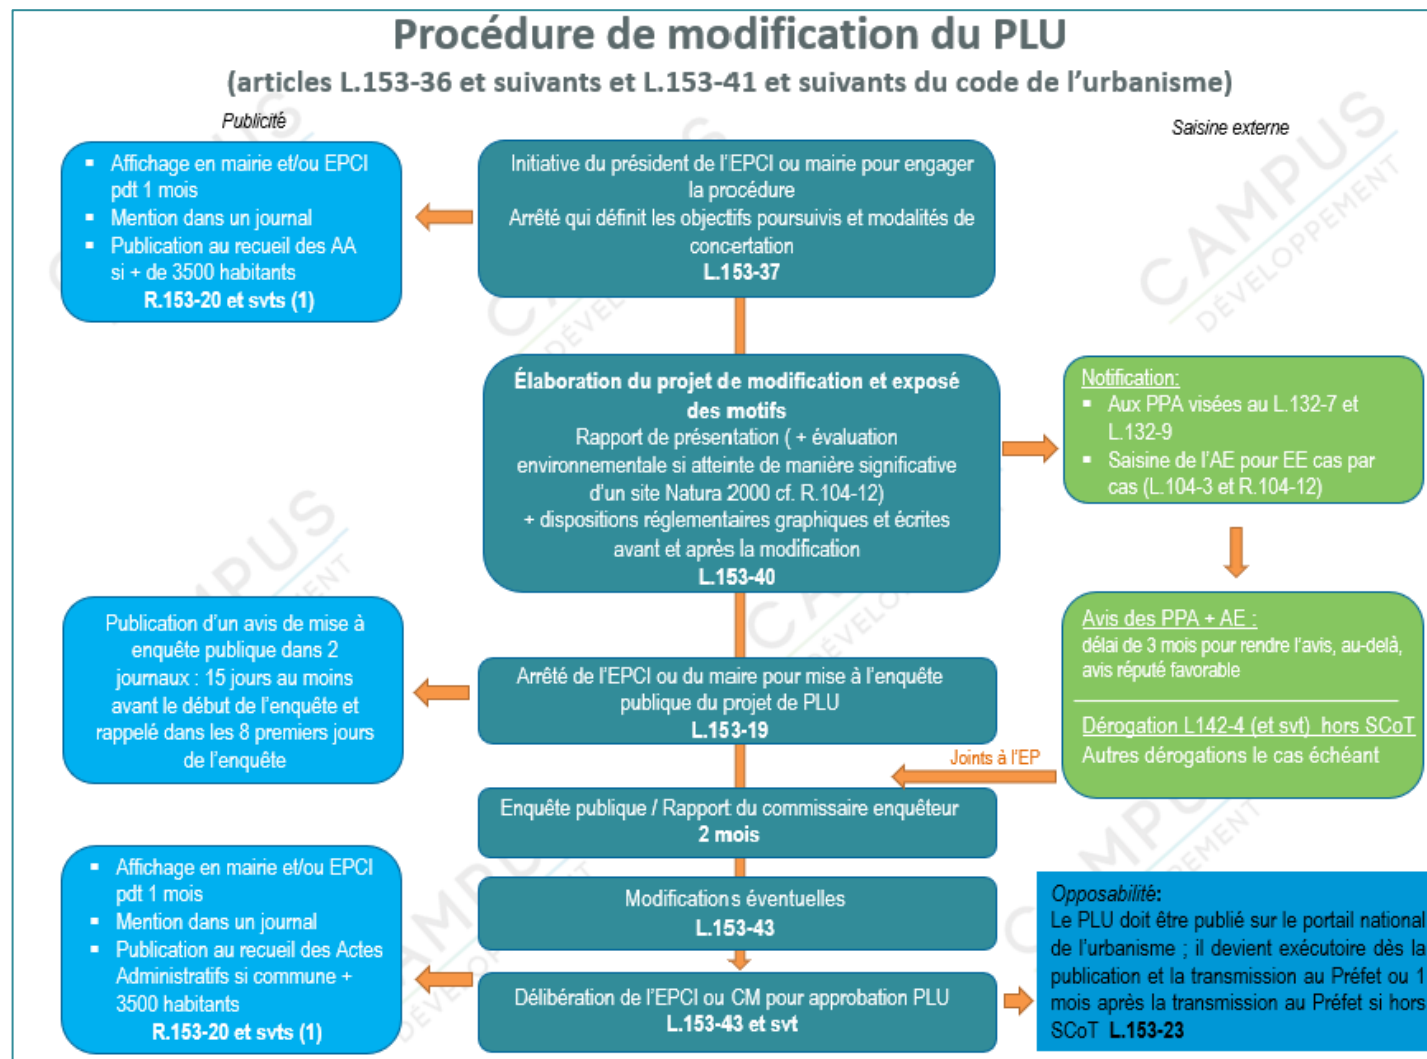 Procédure de modification du PLU
(articles L.153-36 et suivants et L.153-41 et suivants du code de l'urbanisme)
Publicité
Saisine externe
▪ Affichage en mairie et/ou EPCI
pdt 1 mois
▪ Mention dans un journal
▪ Publication au recueil des AA
si + de 3500 habitants
R.153-20 et svts (1)
Initiative du président de l'EPCI ou mairie pour engager
la procédure
Arrêté qui définit les objectifs poursuivis et modalités de
concertation
L.153-37
Élaboration du projet de modification et exposé
des motifs
Rapport de présentation ( + évaluation
environnementale si atteinte de manière significative
d'un site Natura 2000 cf. R.104-12)
+ dispositions réglementaires graphiques et écrites
avant et après la modification
L.153-40
Notification:
▪ Aux PPA visées au L.132-7 et
L.132-9
▪ Saisine de l'AE pour EE cas par
cas (L.104-3 et R.104-12)
Avis des PPA + AE :
délai de 3 mois pour rendre l'avis, au-delà,
avis réputé favorable
Dérogation L142-4 (et svt) hors SCoT
Autres dérogations le cas échéant
Publication d'un avis de mise à
enquête publique dans 2
journaux : 15 jours au moins
avant le début de l'enquête et
rappelé dans les 8 premiers jours
de l'enquête
Arrêté de l'EPCI ou du maire pour mise à l'enquête
publique du projet de PLU
L.153-19
Joints à l'EP
Enquête publique / Rapport du commissaire enquêteur
2 mois
Modifications éventuelles
L.153-43
▪ Affichage en mairie et/ou EPCI
pdt 1 mois
▪ Mention dans un journal
▪ Publication au recueil des Actes
Administratifs si commune +
3500 habitants
R.153-20 et svts (1)
Délibération de l'EPCI ou CM pour approbation PLU
L.153-43 et svt
Opposabilité:
Le PLU doit être publié sur le portail national
de l'urbanisme ; il devient exécutoire dès la
publication et la transmission au Préfet ou 1
mois après la transmission au Préfet si hors
SCoT L.153-23
CAMPUS
DÉVELOPPEMENT